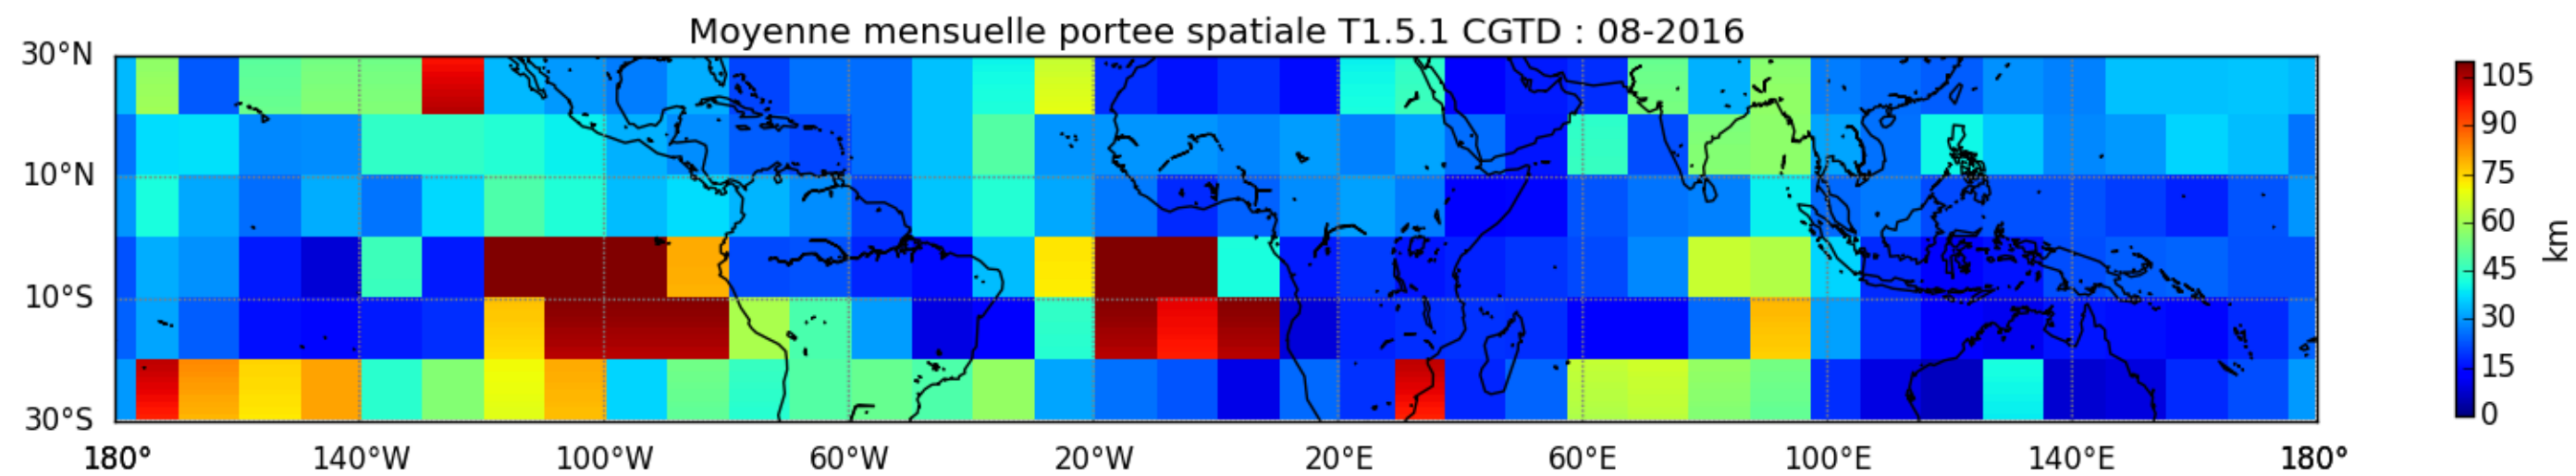 Moyenne mensuelle portee spatiale T1.5.1 CGTD : 08-2016
30°N
10°N
10°S
30°S
180° 140°W 100°W 60°W 20°W 20°E 60°E 100°E 140°E 180°
105
90
75
60
45
30
15
0
km